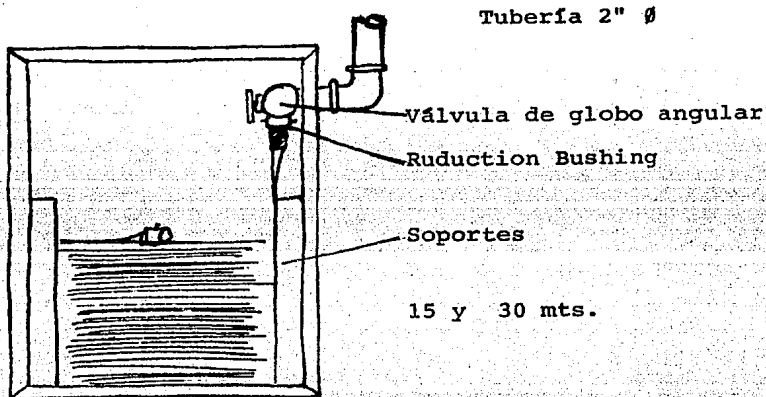 Tubería 2" Ø
Válvula de globo angular
Ruduction Bushing
Soportes
15 y 30 mts.